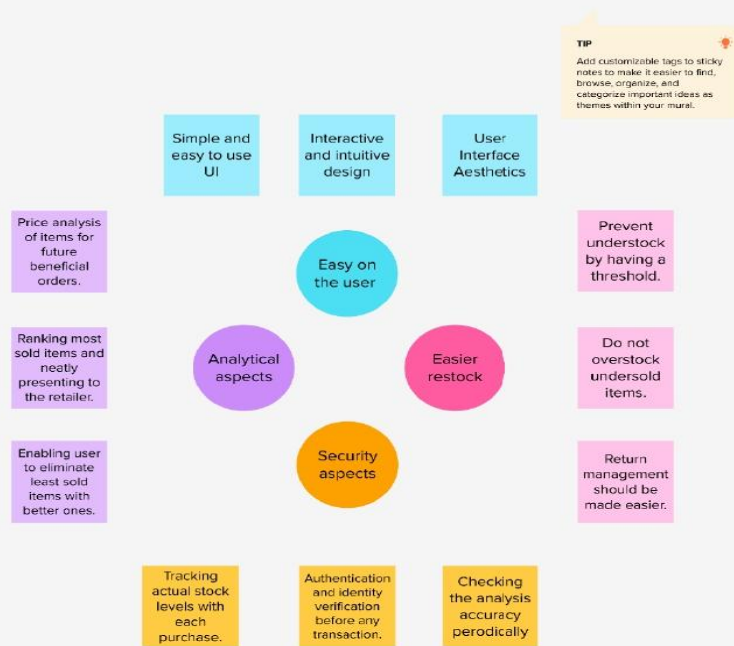 TIP
Add customizable tags to sticky
notes to make it easier to find,
browse, organize, and
categorize important ideas as
themes within your mural.
Simple and
easy to use
UI
Interactive
and intuitive
design
User
Interface
Aesthetics
Price analysis
of items for
future
beneficial
orders.
Easy on
the user
Prevent
understock
by having a
threshold.
Ranking most
sold items and
neatly
presenting to
the retailer.
Analytical
aspects
Easier
restock
Do not
overstock
undersold
items.
Enabling user
to eliminate
least sold
items with
better ones.
Security
aspects
Return
management
should be
made easier.
Tracking
actual stock
levels with
each
purchase.
Authentication
and identity
verification
before any
transaction.
Checking
the analysis
accuracy
periodically